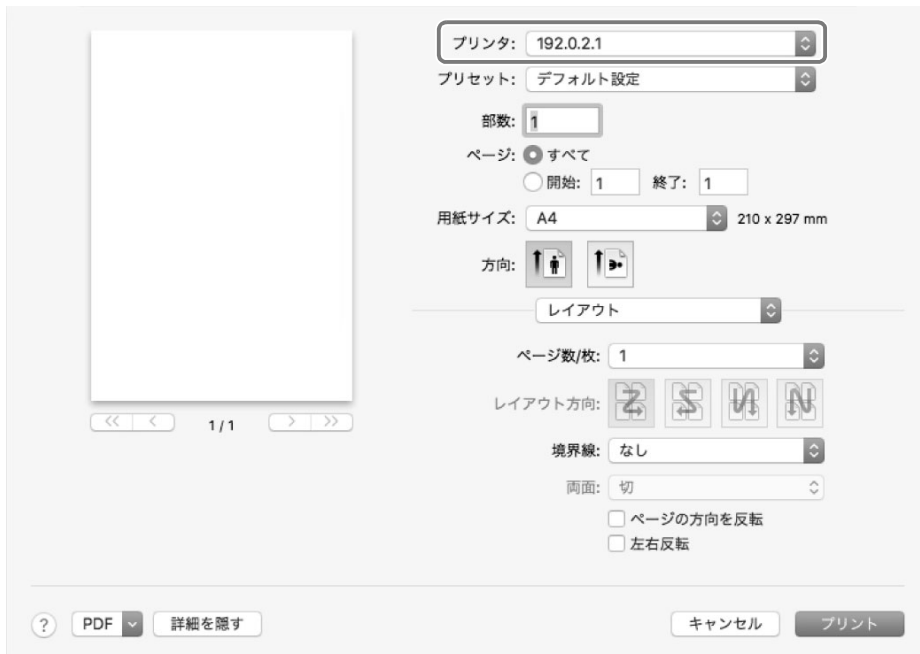 プリンタ: 192.0.2.1
プリセット: デフォルト設定
部数: 1
ページ: すべて
開始: 1 終了: 1
用紙サイズ: A4 210 x 297 mm
方向:
レイアウト
ページ数/枚: 1
レイアウト方向:
境界線: なし
両面: 切
ページの方向を反転
左右反転
<< < 1 / 1 > >>
? PDF 詳細を隠す キャンセル プリント